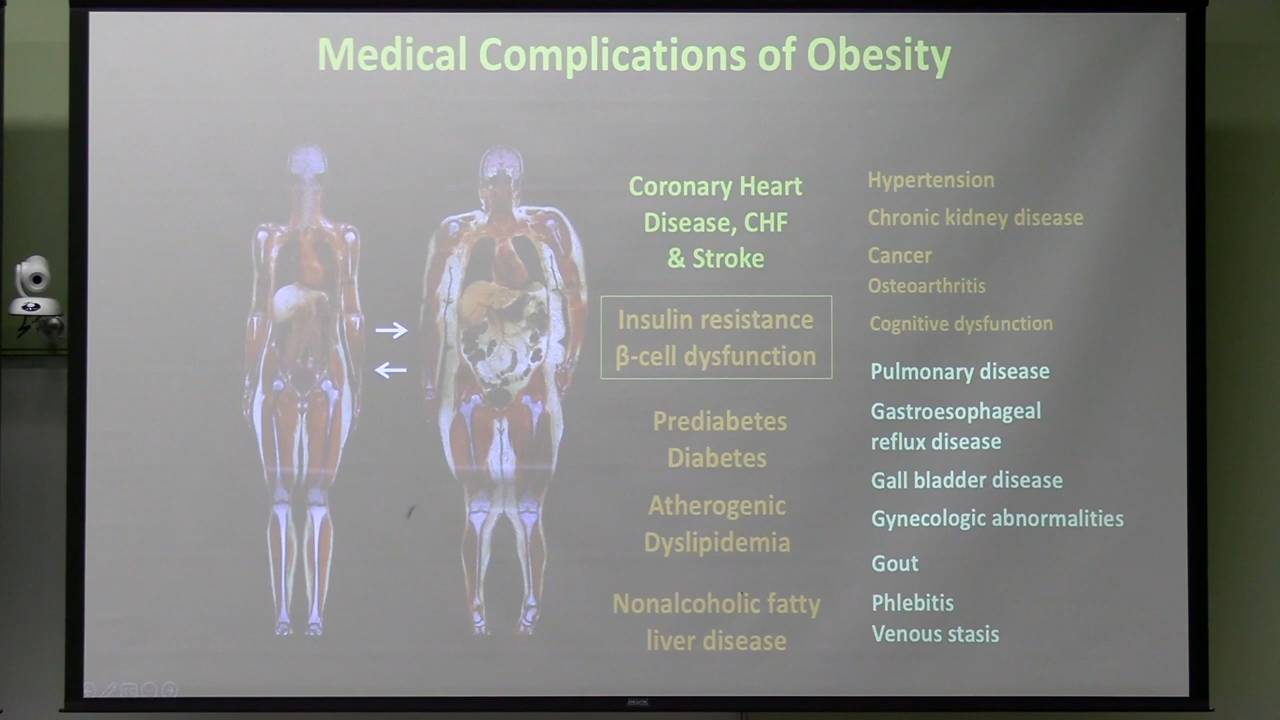 Medical Complications of Obesity
Coronary Heart
Disease, CHF
& Stroke
Insulin resistance
β-cell dysfunction
Prediabetes
Diabetes
Atherogenic
Dyslipidemia
Nonalcoholic fatty
liver disease
Hypertension
Chronic kidney disease
Cancer
Osteoarthritis
Cognitive dysfunction
Pulmonary disease
Gastroesophageal
reflux disease
Gall bladder disease
Gynecologic abnormalities
Gout
Phlebitis
Venous stasis